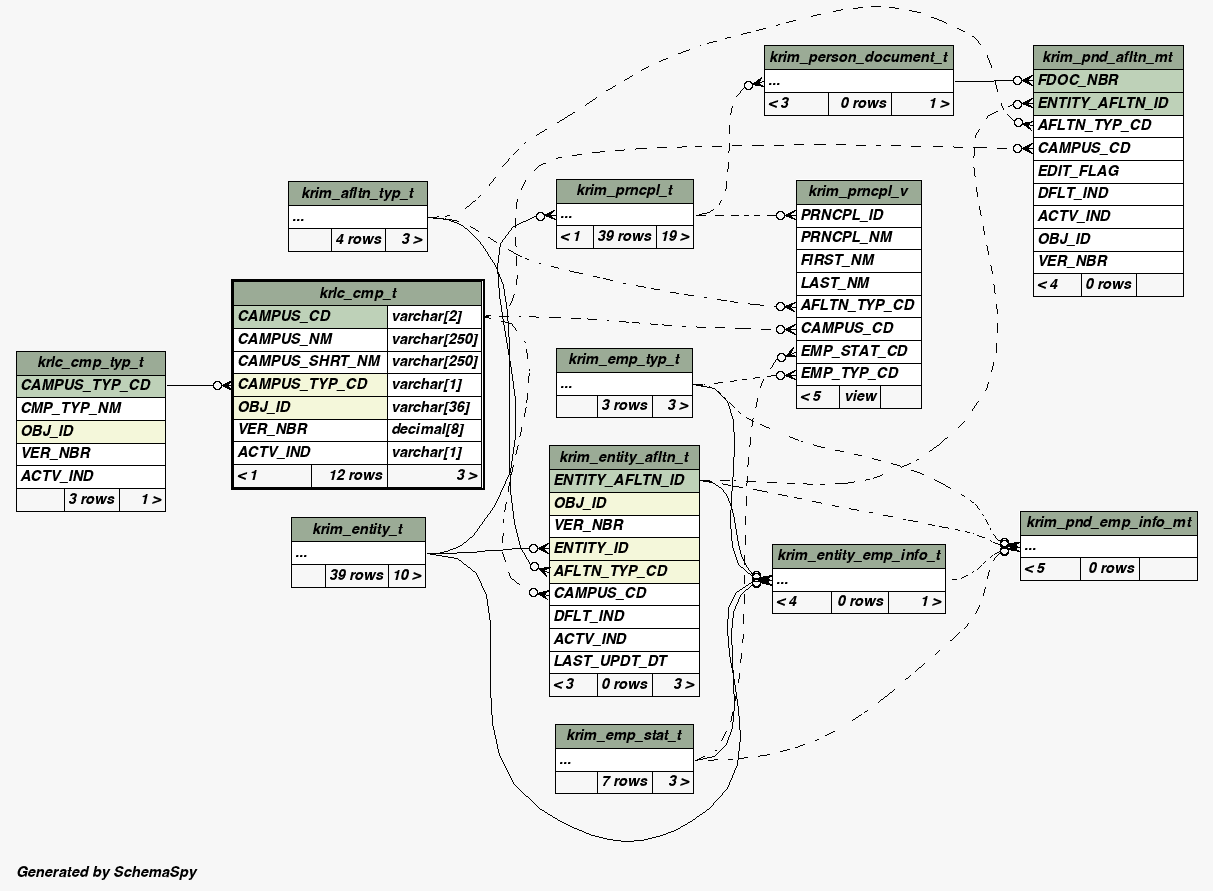 krim_person_document_t
...
< 3 0 rows 1 >
krim_pnd_afltn_mt
FDOC_NBR
ENTITY_AFLTN_ID
AFLTN_TYP_CD
CAMPUS_CD
EDIT_FLAG
DFLT_IND
ACTV_IND
OBJ_ID
VER_NBR
< 4 0 rows
krim_afltn_typ_t
...
4 rows 3 >
krim_prncpl_t
...
< 1 39 rows 19 >
krim_prncpl_v
PRNCPL_ID
PRNCPL_NM
FIRST_NM
LAST_NM
AFLTN_TYP_CD
CAMPUS_CD
EMP_STAT_CD
EMP_TYP_CD
< 5 view
krlc_cmp_t
CAMPUS_CD varchar[2]
CAMPUS_NM varchar[250]
CAMPUS_SHRT_NM varchar[250]
CAMPUS_TYP_CD varchar[1]
OBJ_ID varchar[36]
VER_NBR decimal[8]
ACTV_IND varchar[1]
< 1 12 rows 3 >
krlc_cmp_typ_t
CAMPUS_TYP_CD
CMP_TYP_NM
OBJ_ID
VER_NBR
ACTV_IND
3 rows 1 >
krim_emp_typ_t
...
3 rows 3 >
krim_entity_afltn_t
ENTITY_AFLTN_ID
OBJ_ID
VER_NBR
ENTITY_ID
AFLTN_TYP_CD
CAMPUS_CD
DFLT_IND
ACTV_IND
LAST_UPDT_DT
< 3 0 rows 3 >
krim_entity_t
...
39 rows 10 >
krim_entity_emp_info_t
...
< 4 0 rows 1 >
krim_pnd_emp_info_mt
...
< 5 0 rows
krim_emp_stat_t
...
7 rows 3 >
Generated by SchemaSpy